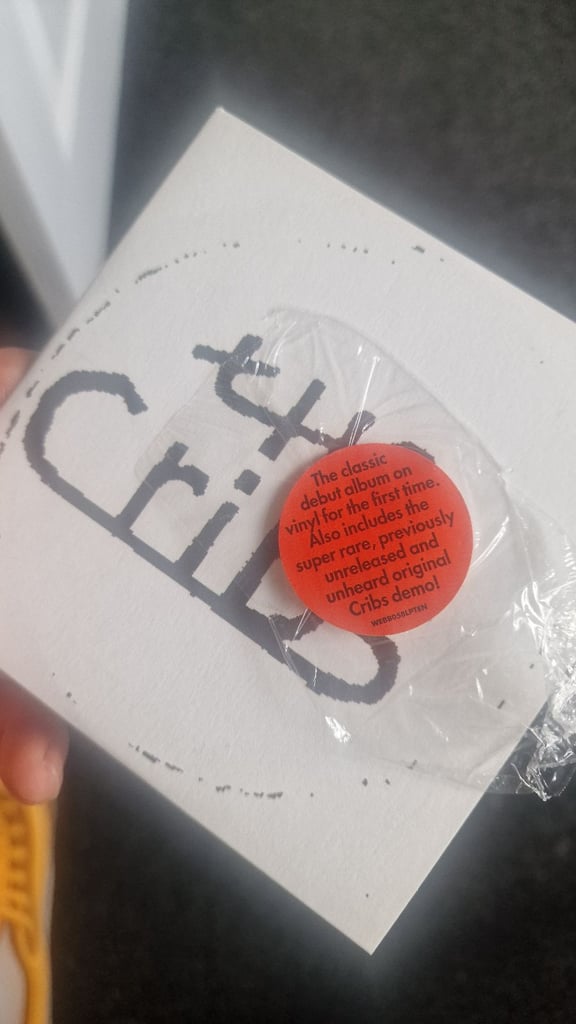 the
Cribs
The classic
debut album on
vinyl for the first time.
Also includes the
super rare, previously
unreleased and
unheard original
Cribs demo!
WEBB058LPTEN